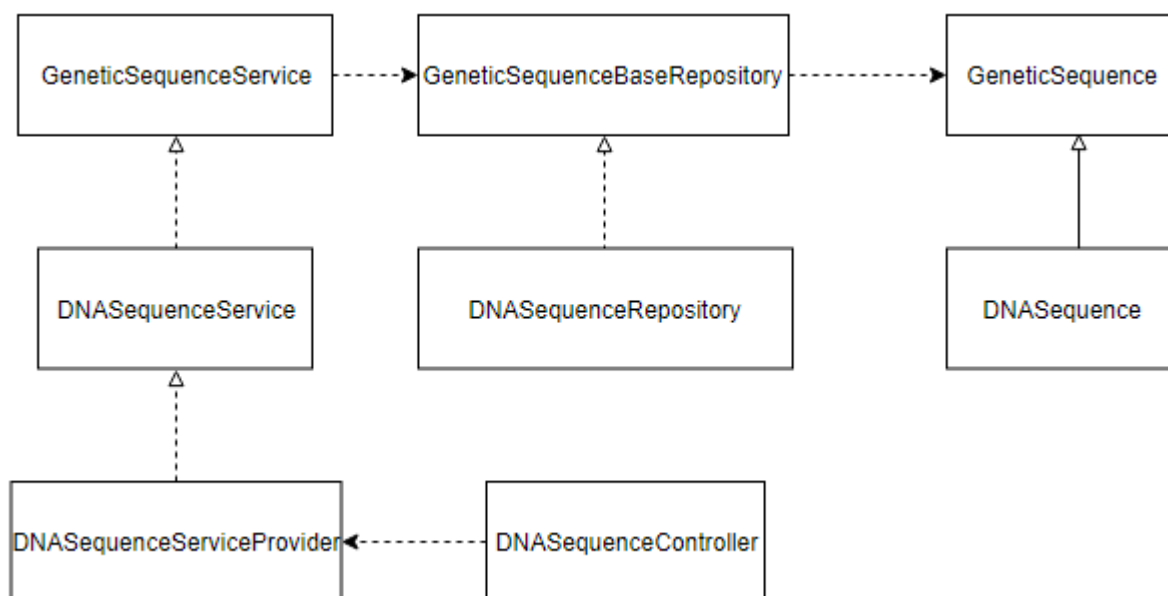 GeneticSequenceService
GeneticSequenceBaseRepository
GeneticSequence
DNASequenceService
DNASequenceRepository
DNASequence
DNASequenceServiceProvider
DNASequenceController